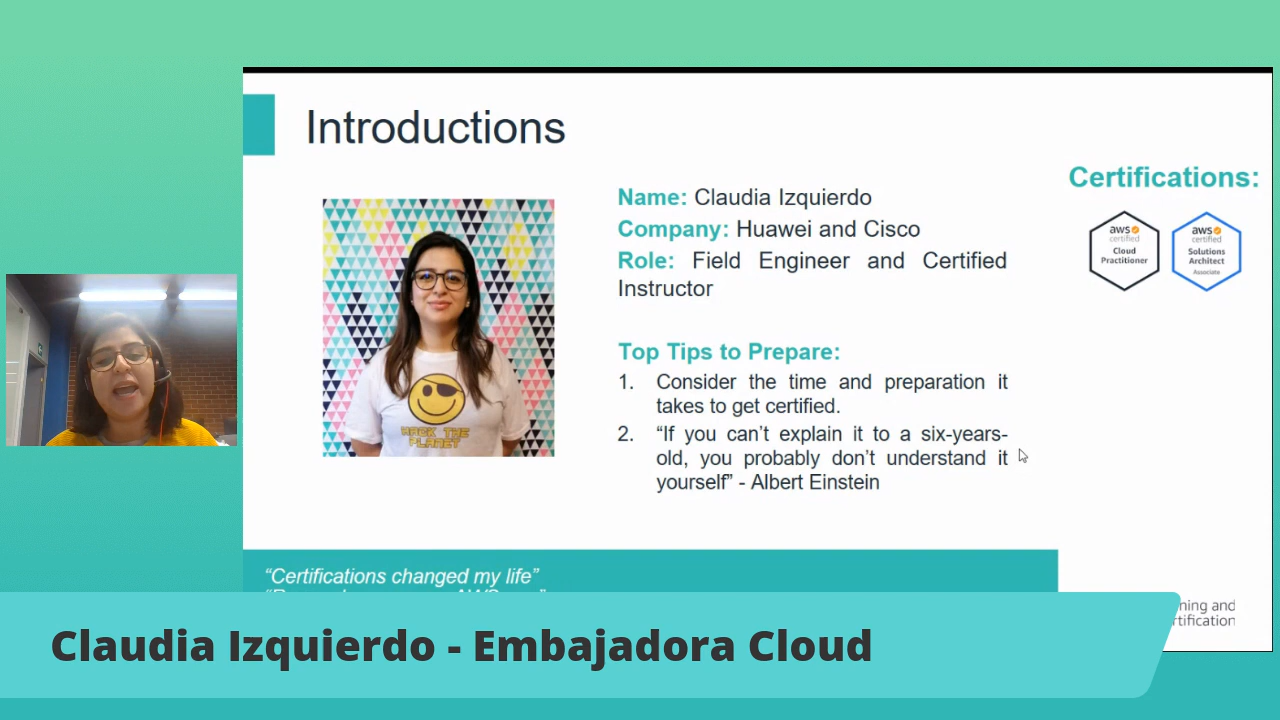 Introductions
Certifications:
Name: Claudia Izquierdo
Company: Huawei and Cisco
Role: Field Engineer and Certified
Instructor
aws
certified
Cloud
Practitioner
aws
certified
Solutions
Architect
Associate
Top Tips to Prepare:
1. Consider the time and preparation it
takes to get certified.
2. “If you can’t explain it to a six-years-
old, you probably don’t understand it
yourself” - Albert Einstein
HACK THE
PLANET
“Certifications changed my life”
ning and
rtification
Claudia Izquierdo - Embajadora Cloud